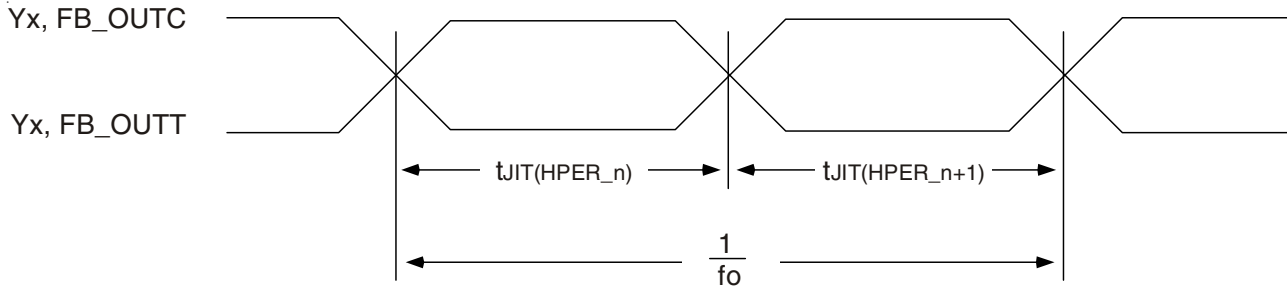 Yx, FB_OUTC
Yx, FB_OUTT
tJIT(HPER_n)
tJIT(HPER_n+1)
1
fo